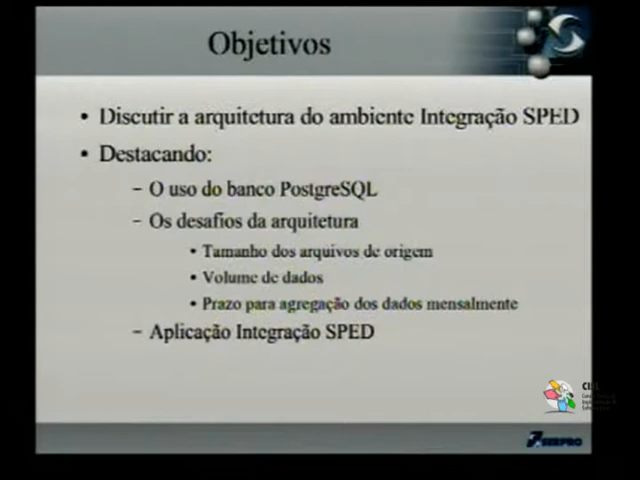 Objetivos
• Discutir a arquitetura do ambiente Integração SPED
• Destacando:
– O uso do banco PostgreSQL
– Os desafios da arquitetura
• Tamanho dos arquivos de origem
• Volume de dados
• Prazo para agregação dos dados mensalmente
– Aplicação Integração SPED
SERPRO